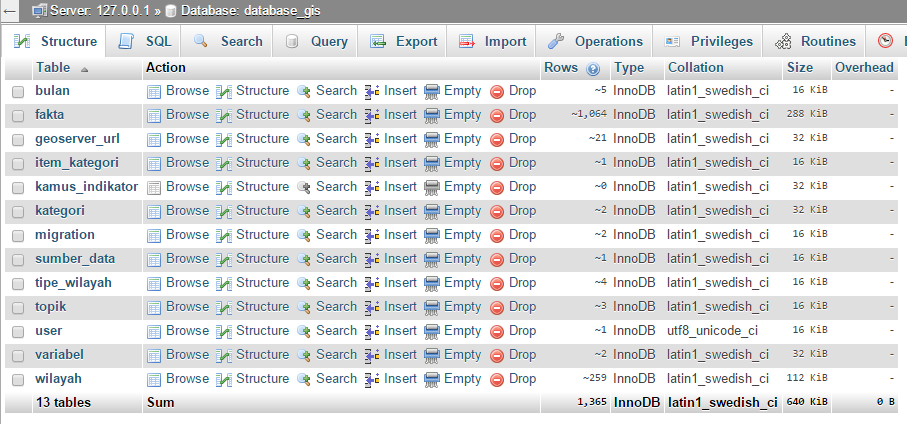 Server: 127.0.0.1 » Database: database_gis
Structure SQL Search Query Export Import Operations Privileges Routines
Table Action Rows Type Collation Size Overhead
bulan Browse Structure Search Insert Empty Drop ~5 InnoDB latin1_swedish_ci 16 KiB -
fakta Browse Structure Search Insert Empty Drop ~1,064 InnoDB latin1_swedish_ci 288 KiB -
geoserver_url Browse Structure Search Insert Empty Drop ~21 InnoDB latin1_swedish_ci 32 KiB -
item_kategori Browse Structure Search Insert Empty Drop ~1 InnoDB latin1_swedish_ci 16 KiB -
kamus_indikator Browse Structure Search Insert Empty Drop ~0 InnoDB latin1_swedish_ci 32 KiB -
kategori Browse Structure Search Insert Empty Drop ~2 InnoDB latin1_swedish_ci 32 KiB -
migration Browse Structure Search Insert Empty Drop ~2 InnoDB latin1_swedish_ci 16 KiB -
sumber_data Browse Structure Search Insert Empty Drop ~1 InnoDB latin1_swedish_ci 16 KiB -
tipe_wilayah Browse Structure Search Insert Empty Drop ~4 InnoDB latin1_swedish_ci 16 KiB -
topik Browse Structure Search Insert Empty Drop ~3 InnoDB latin1_swedish_ci 16 KiB -
user Browse Structure Search Insert Empty Drop ~1 InnoDB utf8_unicode_ci 16 KiB -
variabel Browse Structure Search Insert Empty Drop ~2 InnoDB latin1_swedish_ci 32 KiB -
wilayah Browse Structure Search Insert Empty Drop ~259 InnoDB latin1_swedish_ci 112 KiB -
13 tables Sum 1,365 InnoDB latin1_swedish_ci 640 KiB 0 B